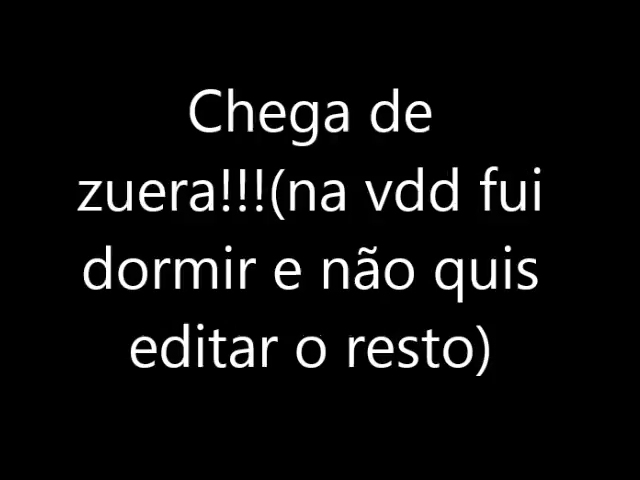 Chega de
zuera!!!(na vdd fui
dormir e não quis
editar o resto)